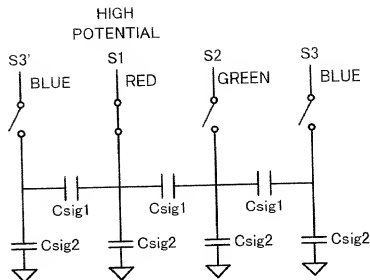 HIGH
POTENTIAL
S3' S1 S2 S3
BLUE RED GREEN BLUE
Csig1 Csig1 Csig1
Csig2 Csig2 Csig2 Csig2